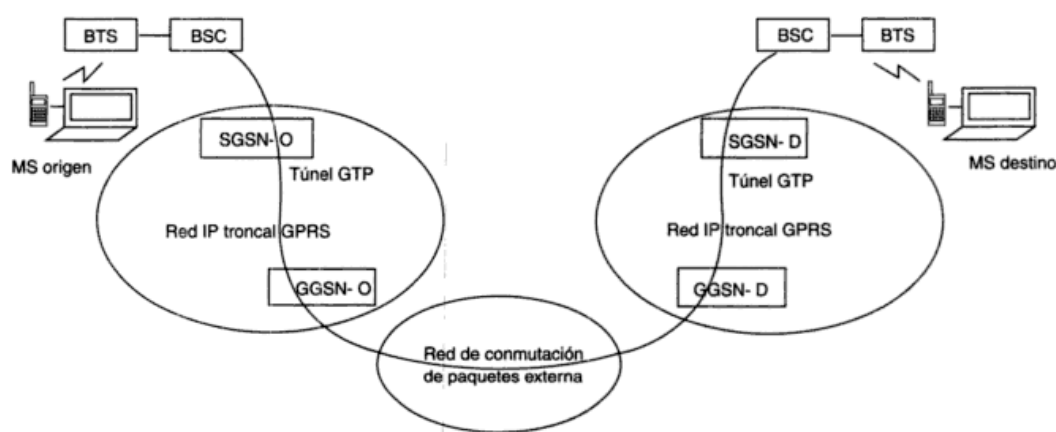 BTS
BSC
BSC
BTS
SGSN- O
SGSN- D
MS origen
Túnel GTP
Túnel GTP
MS destino
Red IP troncal GPRS
Red IP troncal GPRS
GGSN- O
GGSN- D
Red de conmutación
de paquetes externa